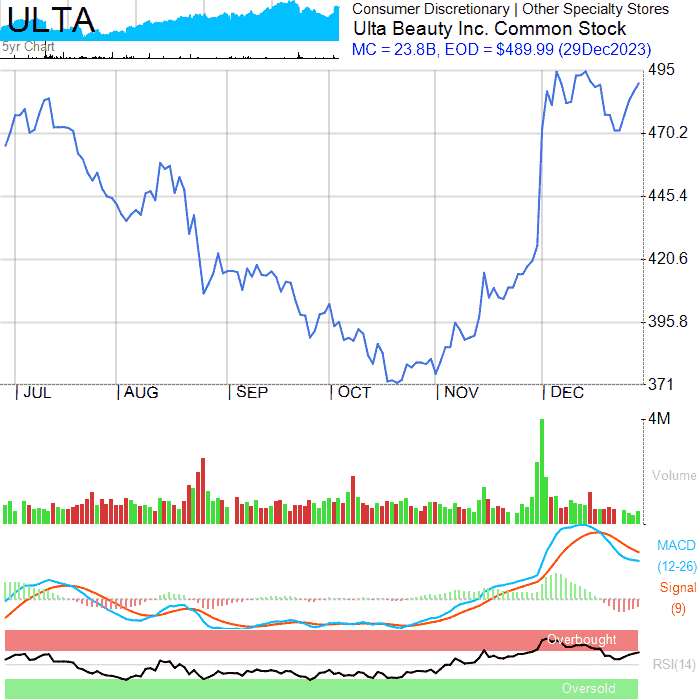 ULTA
5yr Chart
Consumer Discretionary | Other Specialty Stores
Ulta Beauty Inc. Common Stock
MC = 23.8B, EOD = $489.99 (29Dec2023)
495
470.2
445.4
420.6
395.8
371
JUL
AUG
SEP
OCT
NOV
DEC
4M
Volume
MACD
(12-26)
Signal
(9)
Overbought
RSI(14)
Oversold